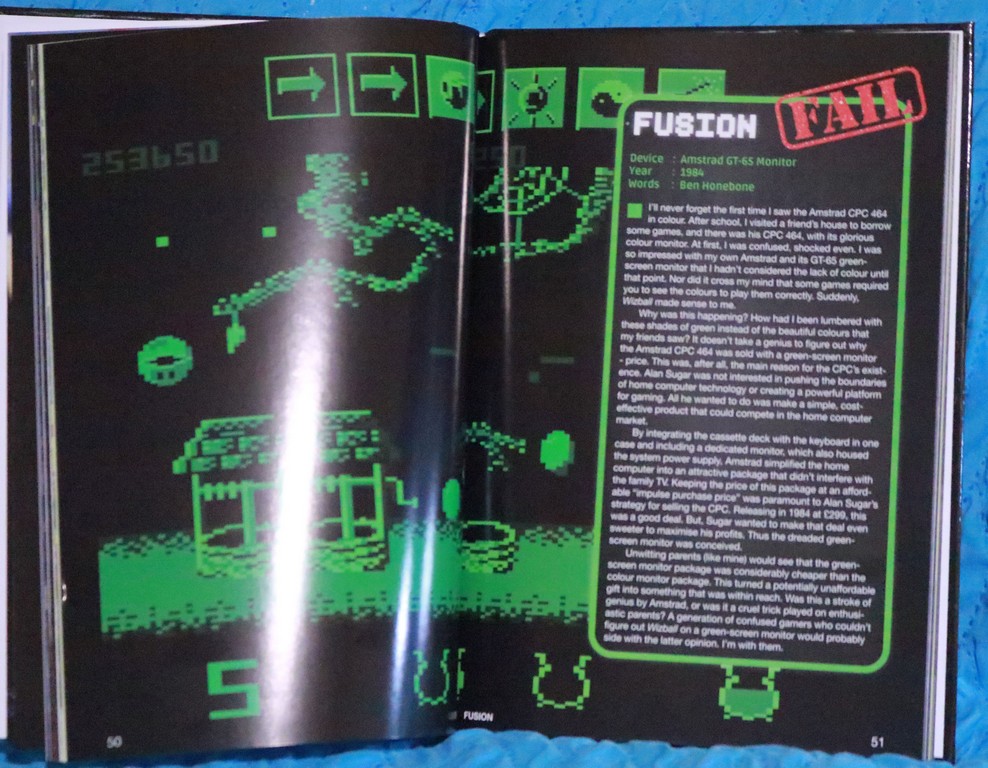 253650
FUSION
FAIL
Device : Amstrad GT-65 Monitor
Year : 1984
Words : Ben Honebone
I'll never forget the first time I saw the Amstrad CPC 464
in colour. After school, I visited a friend's house to borrow
some games, and there was his CPC 464, with its glorious
colour monitor. At first, I was confused, shocked even. I was
so impressed with my own Amstrad and its GT-65 green-
screen monitor that I hadn't considered the lack of colour until
that point. Nor did it cross my mind that some games required
you to see the colours to play them correctly. Suddenly,
Wizball made sense to me.
Why was this happening? How had I been lumbered with
these shades of green instead of the beautiful colours that
my friends saw? It doesn't take a genius to figure out why
the Amstrad CPC 464 was sold with a green-screen monitor
- price. This was, after all, the main reason for the CPC's exist-
ence. Alan Sugar was not interested in pushing the boundaries
of home computer technology or creating a powerful platform
for gaming. All he wanted to do was make a simple, cost-
effective product that could compete in the home computer
market.
By integrating the cassette deck with the keyboard in one
case and including a dedicated monitor, which also housed
the system power supply, Amstrad simplified the home
computer into an attractive package that didn't interfere with
the family TV. Keeping the price of this package at an afford-
able "impulse purchase price" was paramount to Alan Sugar's
strategy for selling the CPC. Releasing in 1984 at £299, this
was a good deal. But, Sugar wanted to make that deal even
sweeter to maximise his profits. Thus the dreaded green-
screen monitor was conceived.
Unwitting parents (like mine) would see that the green-
screen monitor package was considerably cheaper than the
colour monitor package. This turned a potentially unaffordable
gift into something that was within reach. Was this a stroke of
genius by Amstrad, or was it a cruel trick played on enthusi-
astic parents? A generation of confused gamers who couldn't
figure out Wizball on a green-screen monitor would probably
side with the latter opinion. I'm with them.
5
FUSION
50
51